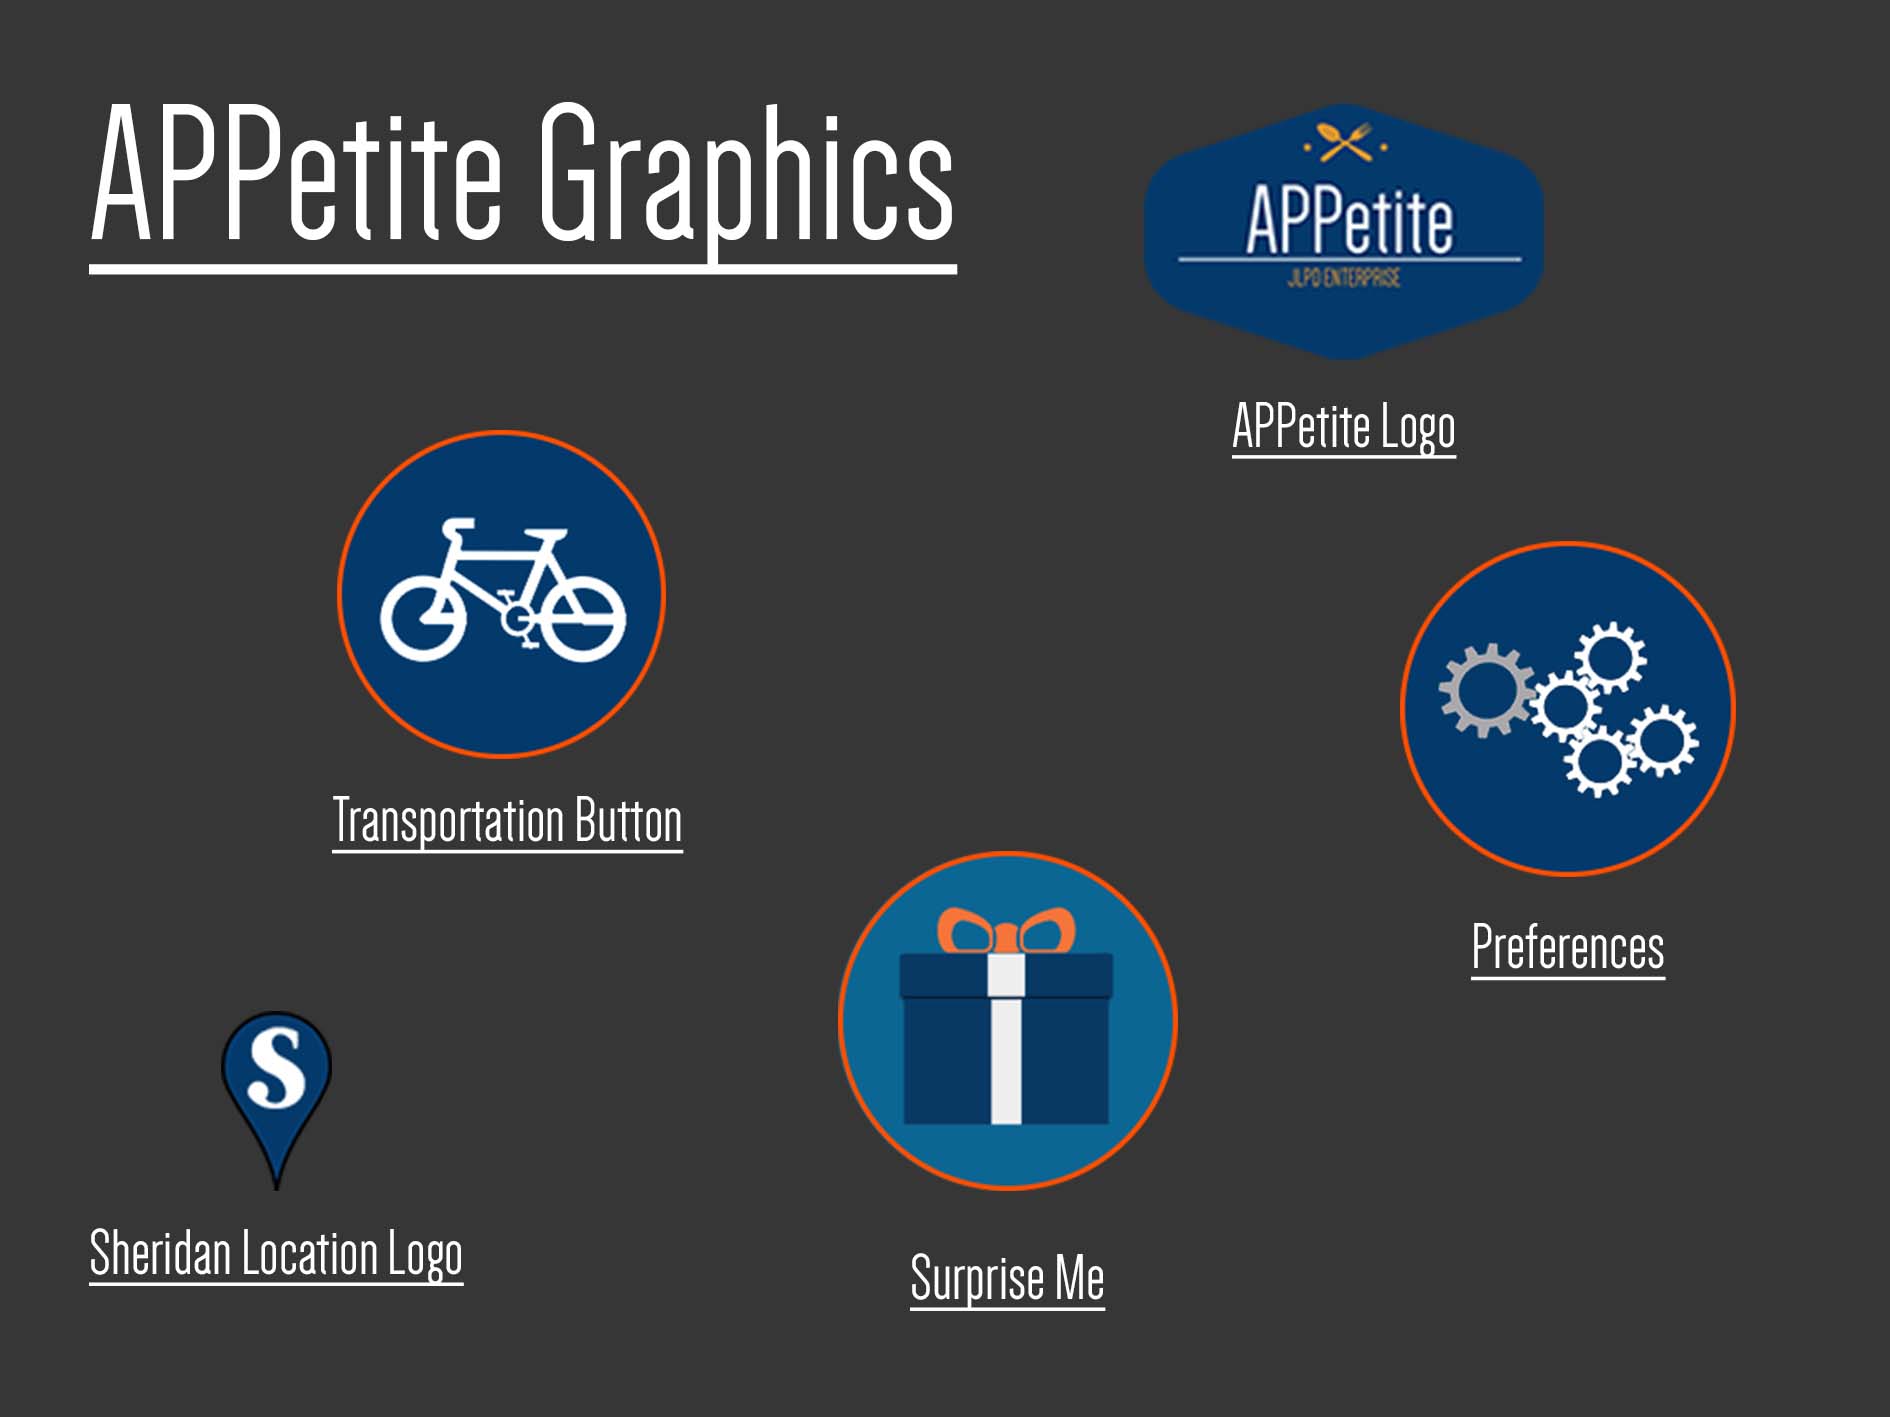 APPetite Graphics
APPetite
JLPD ENTERPRISE
APPetite Logo
Transportation Button
Preferences
S
Sheridan Location Logo
Surprise Me